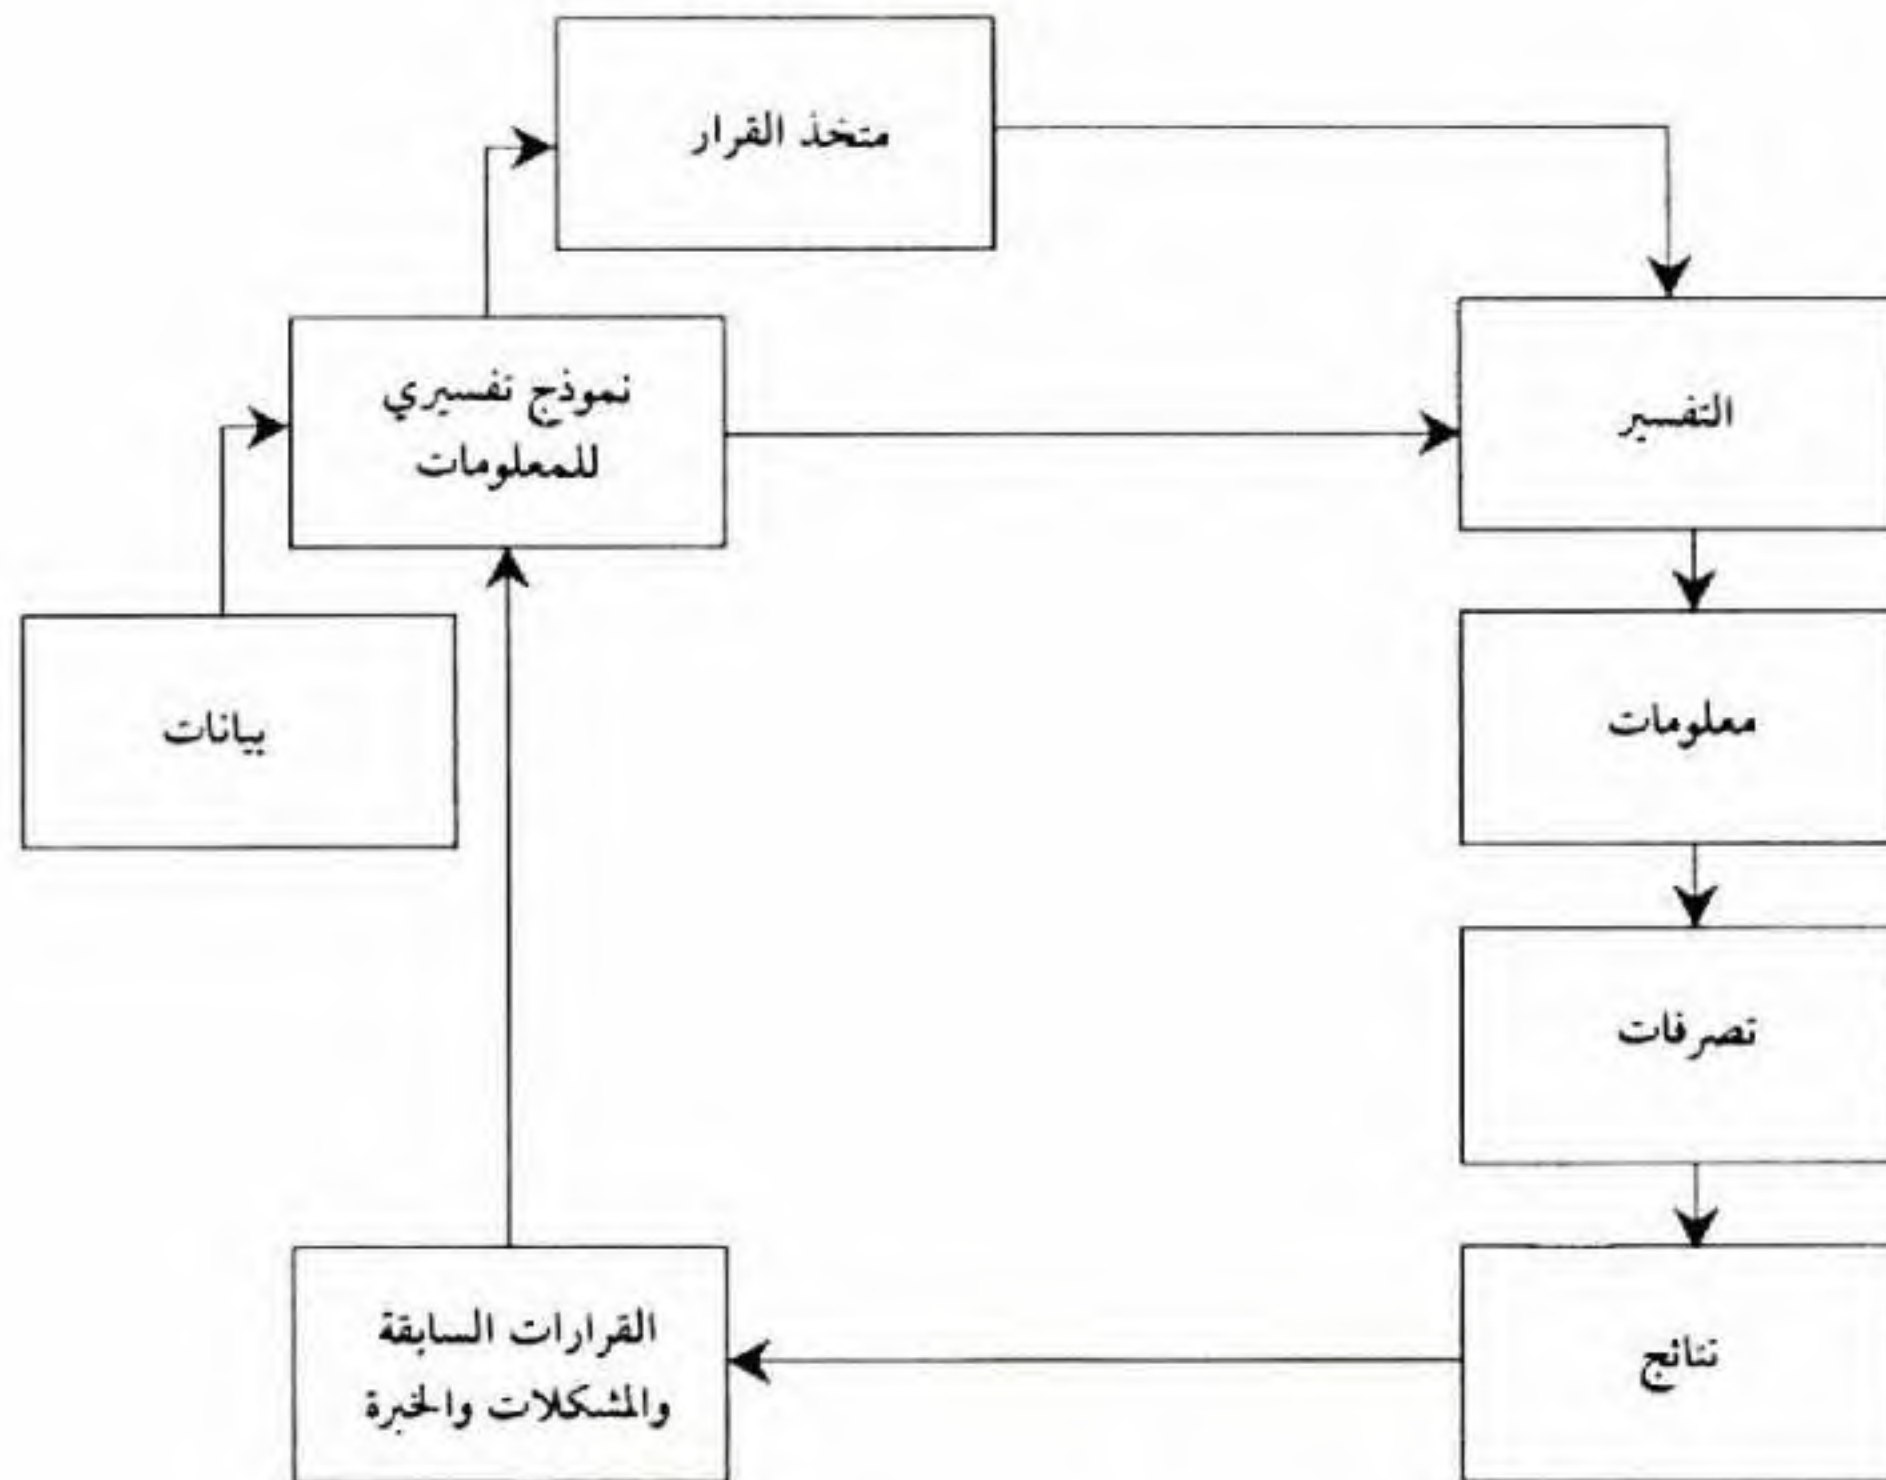 متخذ القرار
نموذج تفسيري
للمعلومات
التفسير
بيانات
معلومات
تصرفات
القرارات السابقة
والمشكلات والخبرة
نتائج